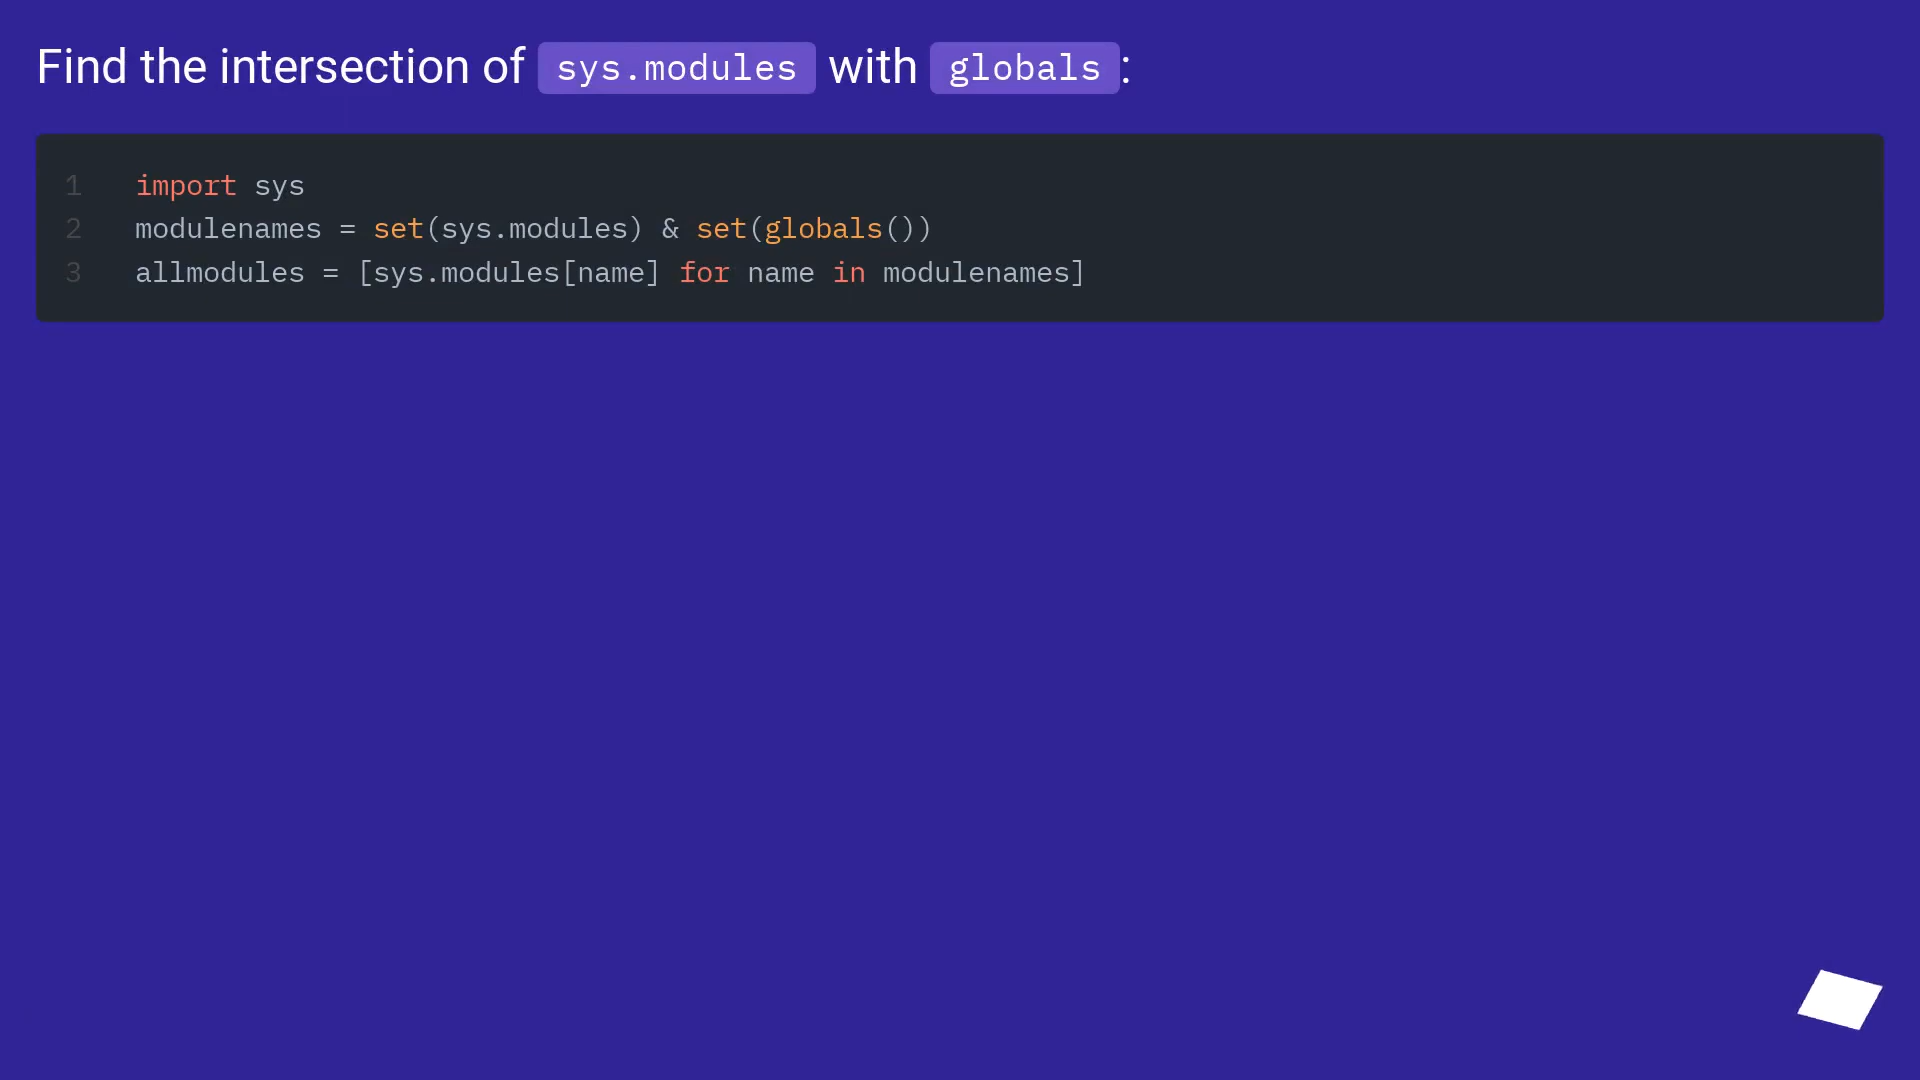 Find the intersection of sys.modules with globals:
1 import sys
2 modulenames = set(sys.modules) & set(globals())
3 allmodules = [sys.modules[name] for name in modulenames]